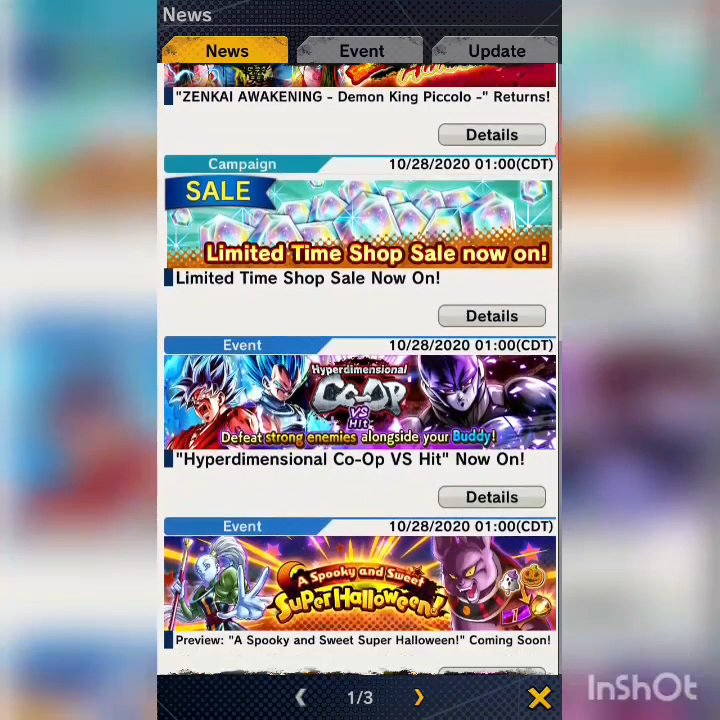 News
News
Event
Update
"ZENKAI AWAKENING - Demon King Piccolo -" Returns!
Details
Campaign
10/28/2020 01:00(CDT)
SALE
Limited Time Shop Sale now on!
Limited Time Shop Sale Now On!
Details
Event
10/28/2020 01:00(CDT)
Hyperdimensional
CO-OP
VS
Hit
Defeat strong enemies alongside your Buddy!
"Hyperdimensional Co-Op VS Hit" Now On!
Details
Event
10/28/2020 01:00(CDT)
A Spooky and Sweet
Super Halloween!
Preview: "A Spooky and Sweet Super Halloween!" Coming Soon!
1/3
InShOt